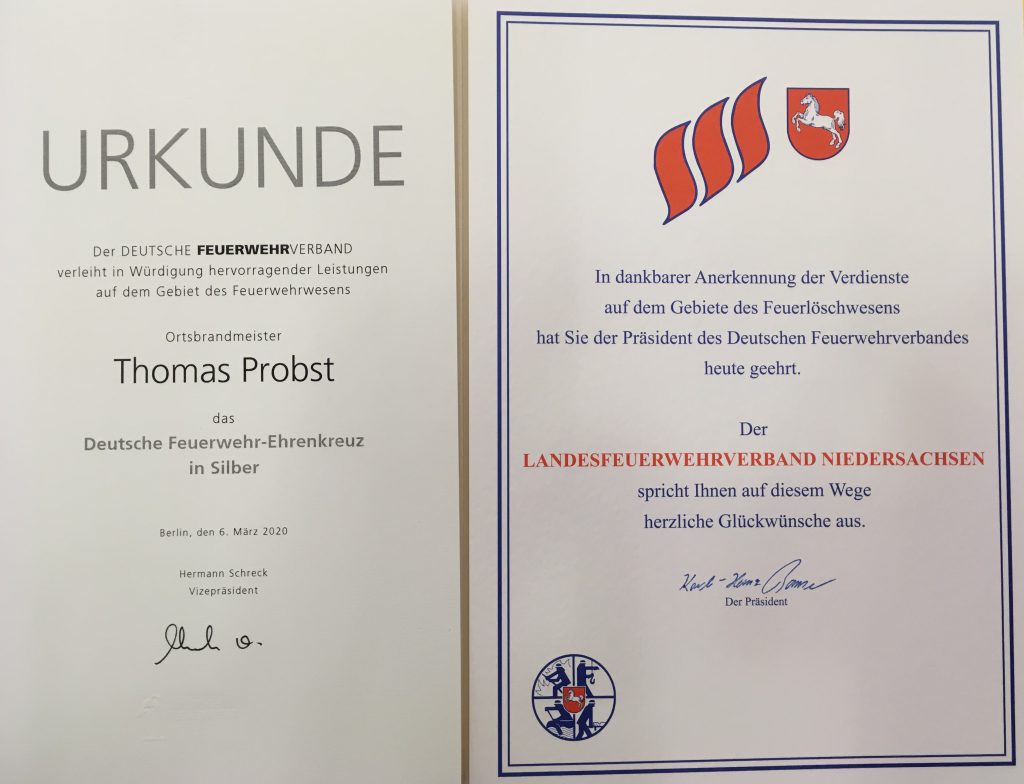 URKUNDE
Der DEUTSCHE FEUERWEHRVERBAND
verleiht in Würdigung hervorragender Leistungen
auf dem Gebiet des Feuerwehrwesens
Ortsbrandmeister
Thomas Probst
das
Deutsche Feuerwehr-Ehrenkreuz
in Silber
Berlin, den 6. März 2020
Hermann Schreck
Vizepräsident
In dankbarer Anerkennung der Verdienste
auf dem Gebiete des Feuerlöschwesens
hat Sie der Präsident des Deutschen Feuerwehrverbandes
heute geehrt.
Der
LANDESFEUERWEHRVERBAND NIEDERSACHSEN
spricht Ihnen auf diesem Wege
herzliche Glückwünsche aus.
Karl-Heinz
Der Präsident